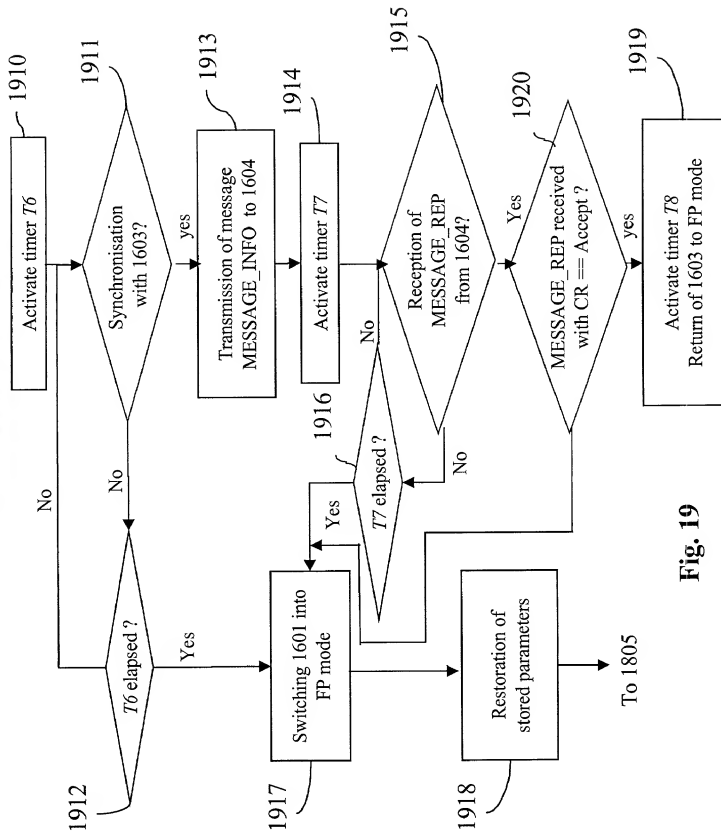 1910
Activate timer T6
1911
Synchronisation
with 1603?
yes
No
No
1912
T6 elapsed ?
Yes
1913
Transmission of message
MESSAGE_INFO to 1604
1914
Activate timer T7
1915
Reception of
MESSAGE_REP
from 1604?
No
No
Yes
1916
T7 elapsed ?
Yes
1920
MESSAGE_REP received
with CR == Accept ?
yes
1917
Switching 1601 into
FP mode
1918
Restoration of
stored parameters
To 1805
1919
Activate timer T8
Return of 1603 to FP mode
Fig. 19